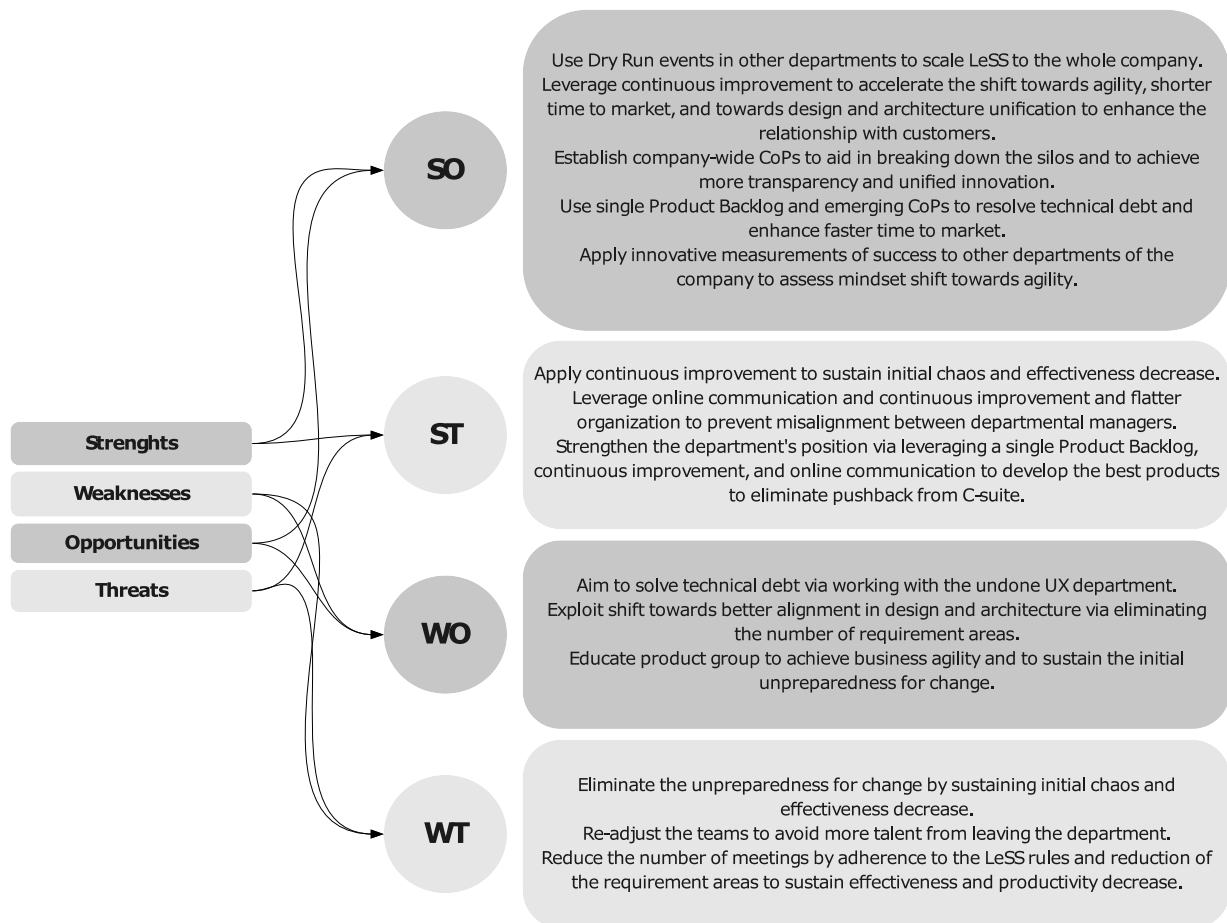 Strenghts
Weaknesses
Opportunities
Threats
SO
Use Dry Run events in other departments to scale LeSS to the whole company.
Leverage continuous improvement to accelerate the shift towards agility, shorter
time to market, and towards design and architecture unification to enhance the
relationship with customers.
Establish company-wide CoPs to aid in breaking down the silos and to achieve
more transparency and unified innovation.
Use single Product Backlog and emerging CoPs to resolve technical debt and
enhance faster time to market.
Apply innovative measurements of success to other departments of the
company to assess mindset shift towards agility.
ST
Apply continuous improvement to sustain initial chaos and effectiveness decrease.
Leverage online communication and continuous improvement and flatter
organization to prevent misalignment between departmental managers.
Strengthen the department's position via leveraging a single Product Backlog,
continuous improvement, and online communication to develop the best products
to eliminate pushback from C-suite.
WO
Aim to solve technical debt via working with the undone UX department.
Exploit shift towards better alignment in design and architecture via eliminating
the number of requirement areas.
Educate product group to achieve business agility and to sustain the initial
unpreparedness for change.
WT
Eliminate the unpreparedness for change by sustaining initial chaos and
effectiveness decrease.
Re-adjust the teams to avoid more talent from leaving the department.
Reduce the number of meetings by adherence to the LeSS rules and reduction of
the requirement areas to sustain effectiveness and productivity decrease.